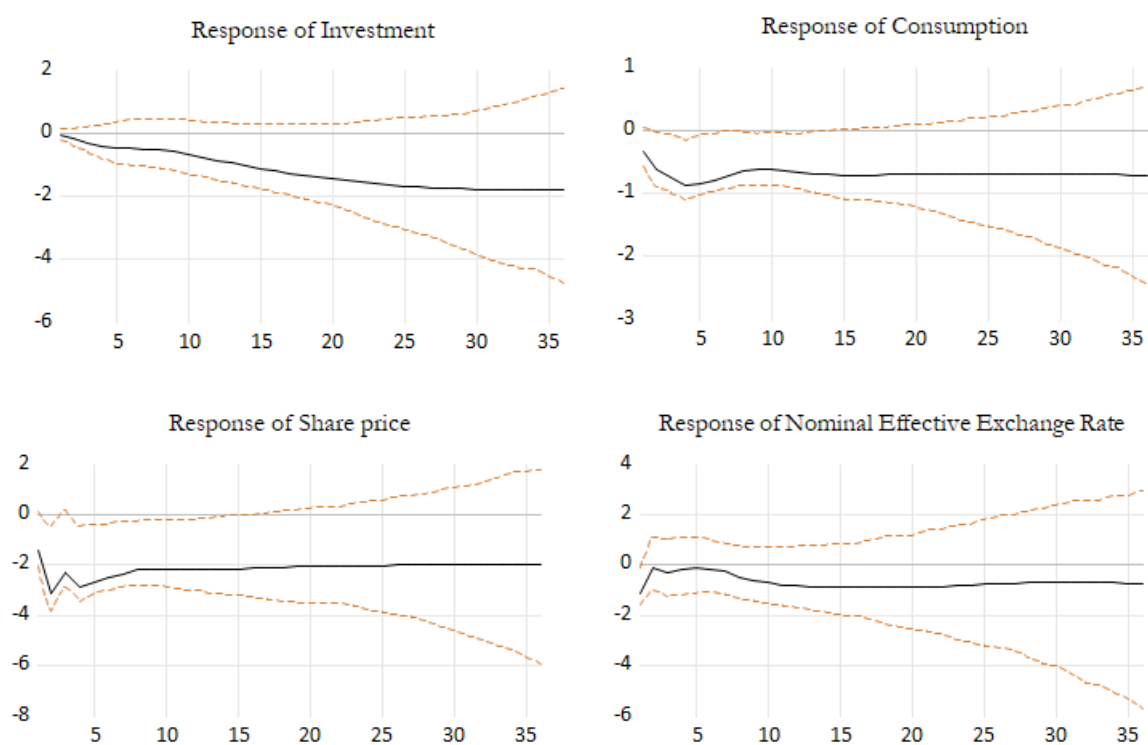 Response of Investment
2
0
-2
-4
-6
5 10 15 20 25 30 35
Response of Consumption
1
0
-1
-2
-3
5 10 15 20 25 30 35
Response of Share price
2
0
-2
-4
-6
-8
5 10 15 20 25 30 35
Response of Nominal Effective Exchange Rate
4
2
0
-2
-4
-6
5 10 15 20 25 30 35